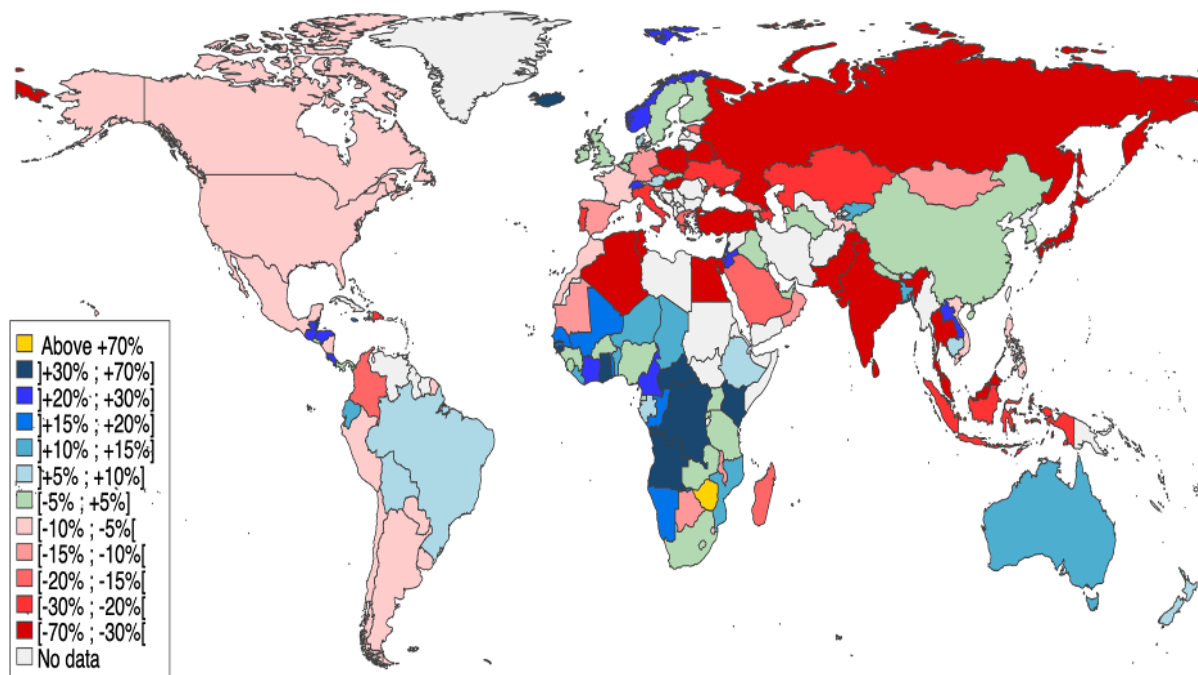 Above +70%
]+30% ; +70%]
]+20% ; +30%]
]+15% ; +20%]
]+10% ; +15%]
]+5% ; +10%]
[-5% ; +5%]
[-10% ; -5%[
[-15% ; -10%[
[-20% ; -15%[
[-30% ; -20%[
[-70% ; -30%[
No data